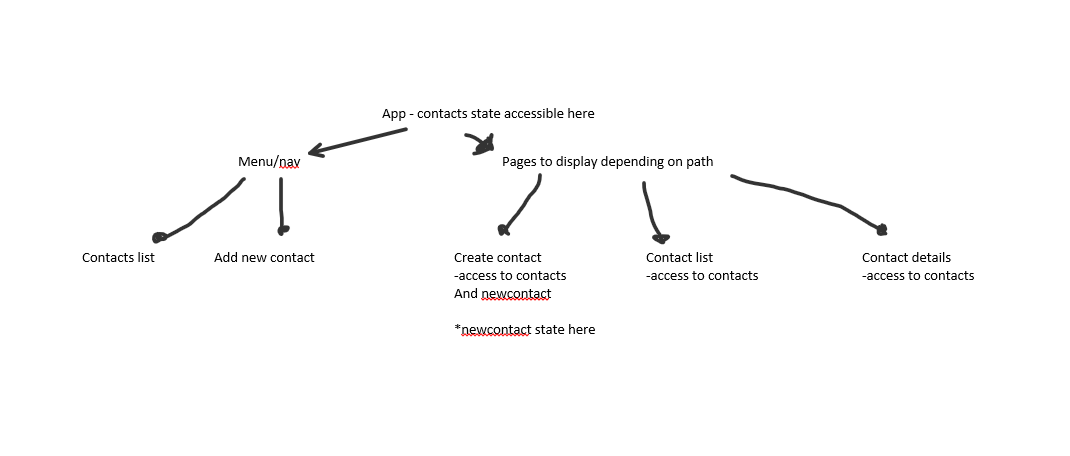 App - contacts state accessible here
Menu/nav
Pages to display depending on path
Contacts list
Add new contact
Create contact
-access to contacts
And newcontact
*newcontact state here
Contact list
-access to contacts
Contact details
-access to contacts